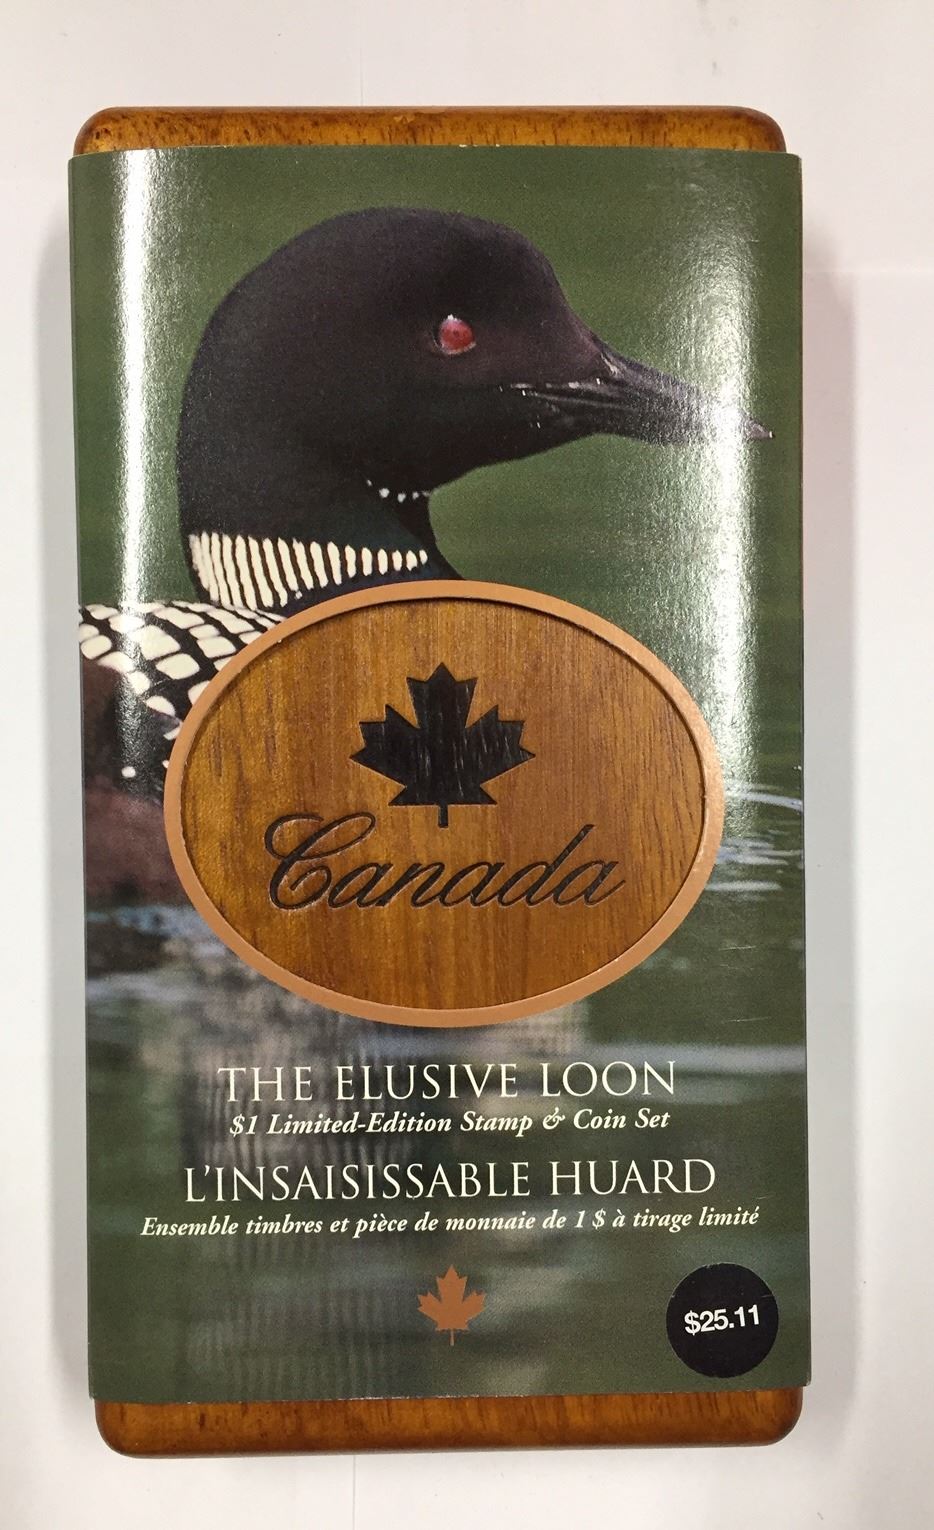 Canada
THE ELUSIVE LOON
$1 Limited-Edition Stamp & Coin Set
L'INSAISISSABLE HUARD
Ensemble timbres et pièce de monnaie de 1 $ à tirage limité
$25.11